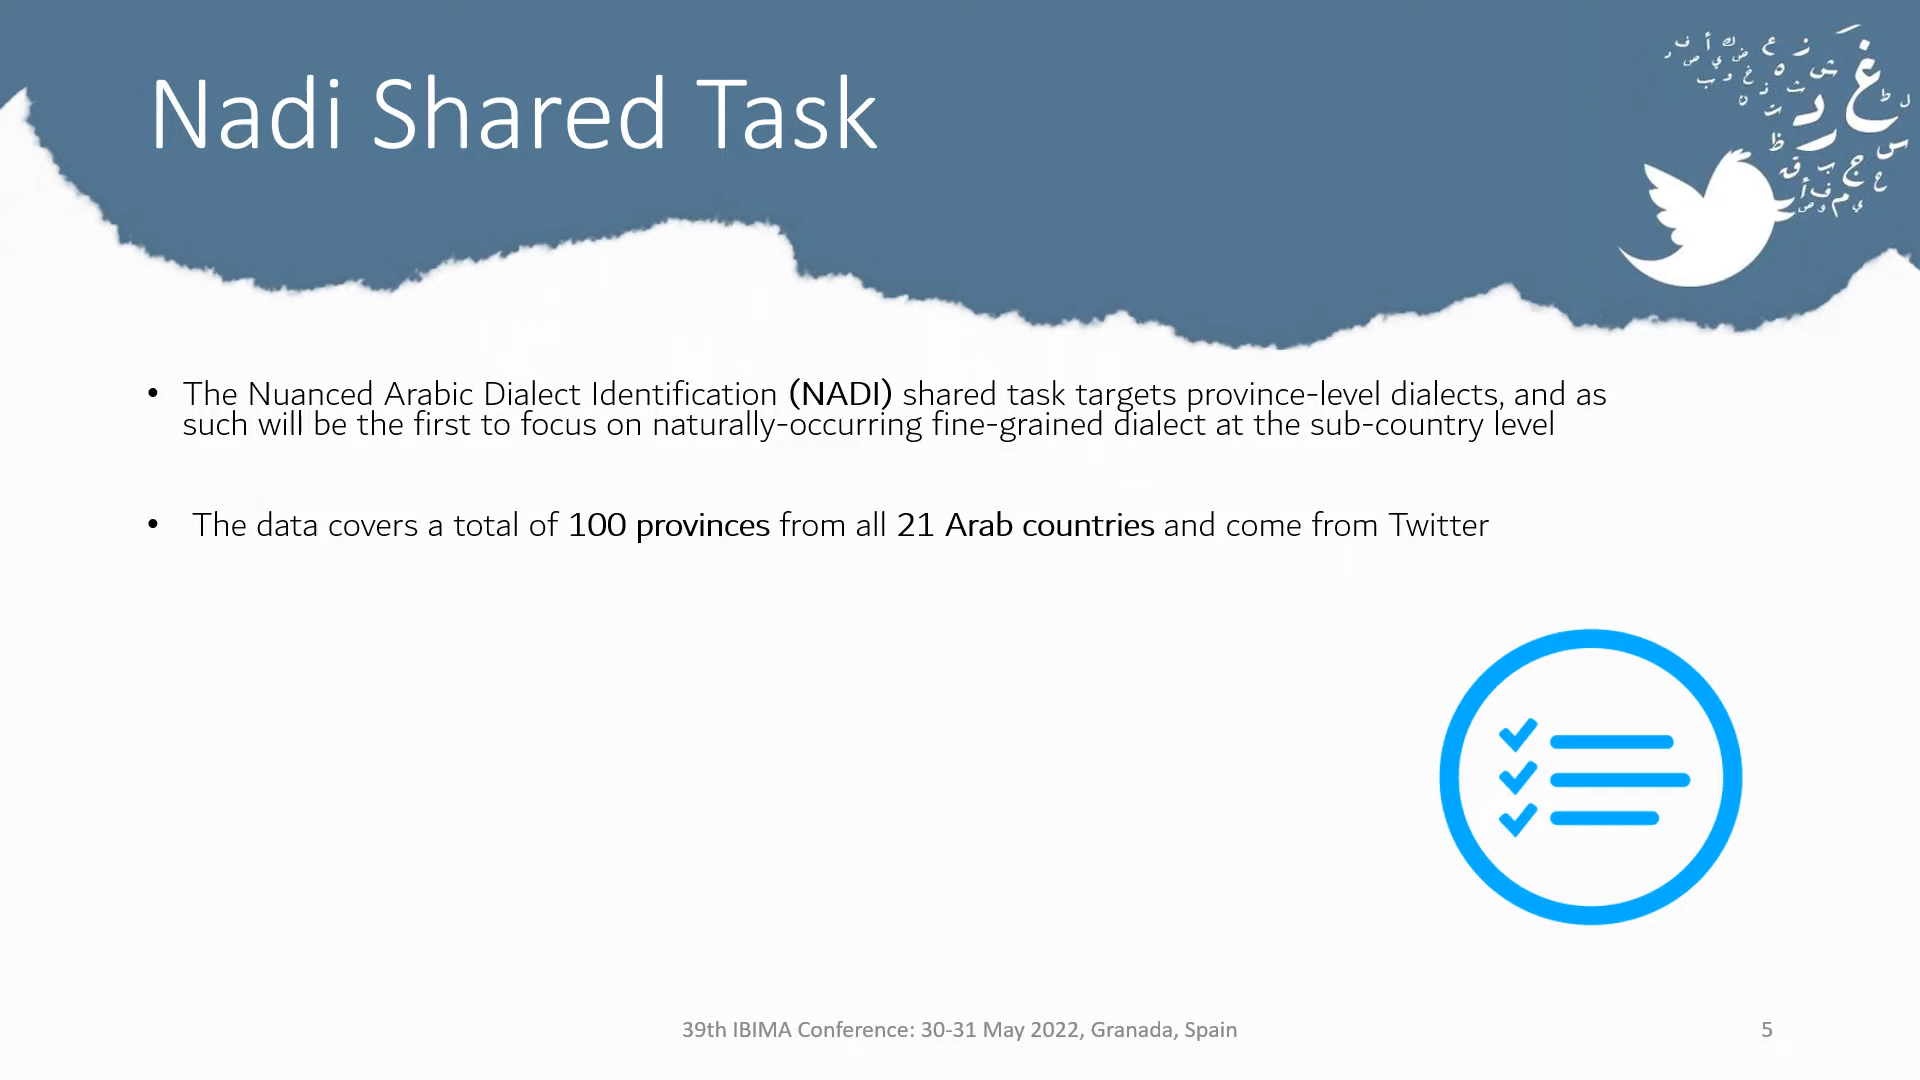 Nadi Shared Task
• The Nuanced Arabic Dialect Identification (NADI) shared task targets province-level dialects, and as
such will be the first to focus on naturally-occurring fine-grained dialect at the sub-country level
• The data covers a total of 100 provinces from all 21 Arab countries and come from Twitter
39th IBIMA Conference: 30-31 May 2022, Granada, Spain
5